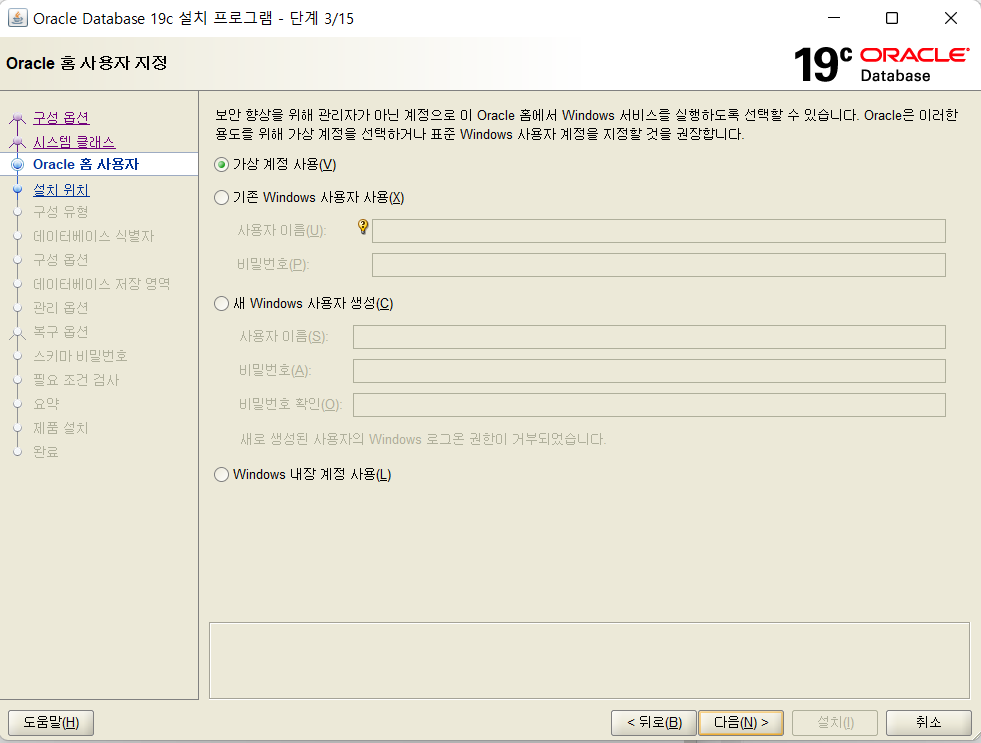 Oracle Database 19c 설치 프로그램 - 단계 3/15
Oracle 홈 사용자 지정
19c ORACLE
Database
구성 옵션
시스템 클래스
Oracle 홈 사용자
설치 위치
구성 유형
데이터베이스 식별자
구성 옵션
데이터베이스 저장 영역
관리 옵션
복구 옵션
스키마 비밀번호
필요 조건 검사
요약
제품 설치
완료
보안 향상을 위해 관리자가 아닌 계정으로 이 Oracle 홈에서 Windows 서비스를 실행하도록 선택할 수 있습니다. Oracle은 이러한
용도를 위해 가상 계정을 선택하거나 표준 Windows 사용자 계정을 지정할 것을 권장합니다.
가상 계정 사용(V)
기존 Windows 사용자 사용(X)
사용자 이름(U):
비밀번호(P):
새 Windows 사용자 생성(C)
사용자 이름(S):
비밀번호(A):
비밀번호 확인(O):
새로 생성된 사용자의 Windows 로그온 권한이 거부되었습니다.
Windows 내장 계정 사용(L)
도움말(H)
< 뒤로(B)
다음(N) >
설치(I)
취소